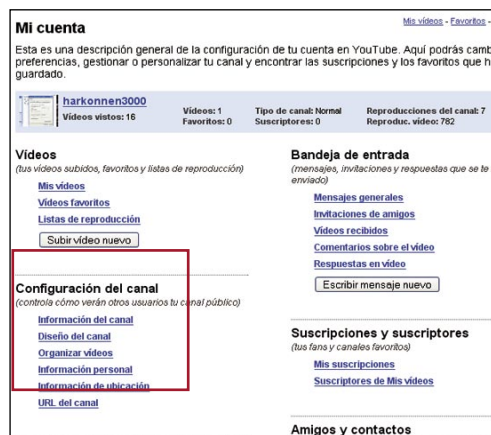 Mi cuenta
Mis vídeos - Favoritos -
Esta es una descripción general de la configuración de tu cuenta en YouTube. Aquí podrás camb
preferencias, gestionar o personalizar tu canal y encontrar las suscripciones y los favoritos que h
guardado.
harkonnen3000
Vídeos vistos: 16
Vídeos: 1
Favoritos: 0
Tipo de canal: Normal
Suscriptores: 0
Reproducciones del canal: 7
Reproduc. vídeo: 782
Vídeos
(tus vídeos subidos, favoritos y listas de reproducción)
Mis vídeos
Vídeos favoritos
Listas de reproducción
Subir vídeo nuevo
Configuración del canal
(controla cómo verán otros usuarios tu canal público)
Información del canal
Diseño del canal
Organizar vídeos
Información personal
Información de ubicación
URL del canal
Bandeja de entrada
(mensajes, invitaciones y respuestas que se te
enviado)
Mensajes generales
Invitaciones de amigos
Vídeos recibidos
Comentarios sobre el vídeo
Respuestas en vídeo
Escribir mensaje nuevo
Suscripciones y suscriptores
(tus fans y canales favoritos)
Mis suscripciones
Suscriptores de Mis vídeos
Amigos y contactos